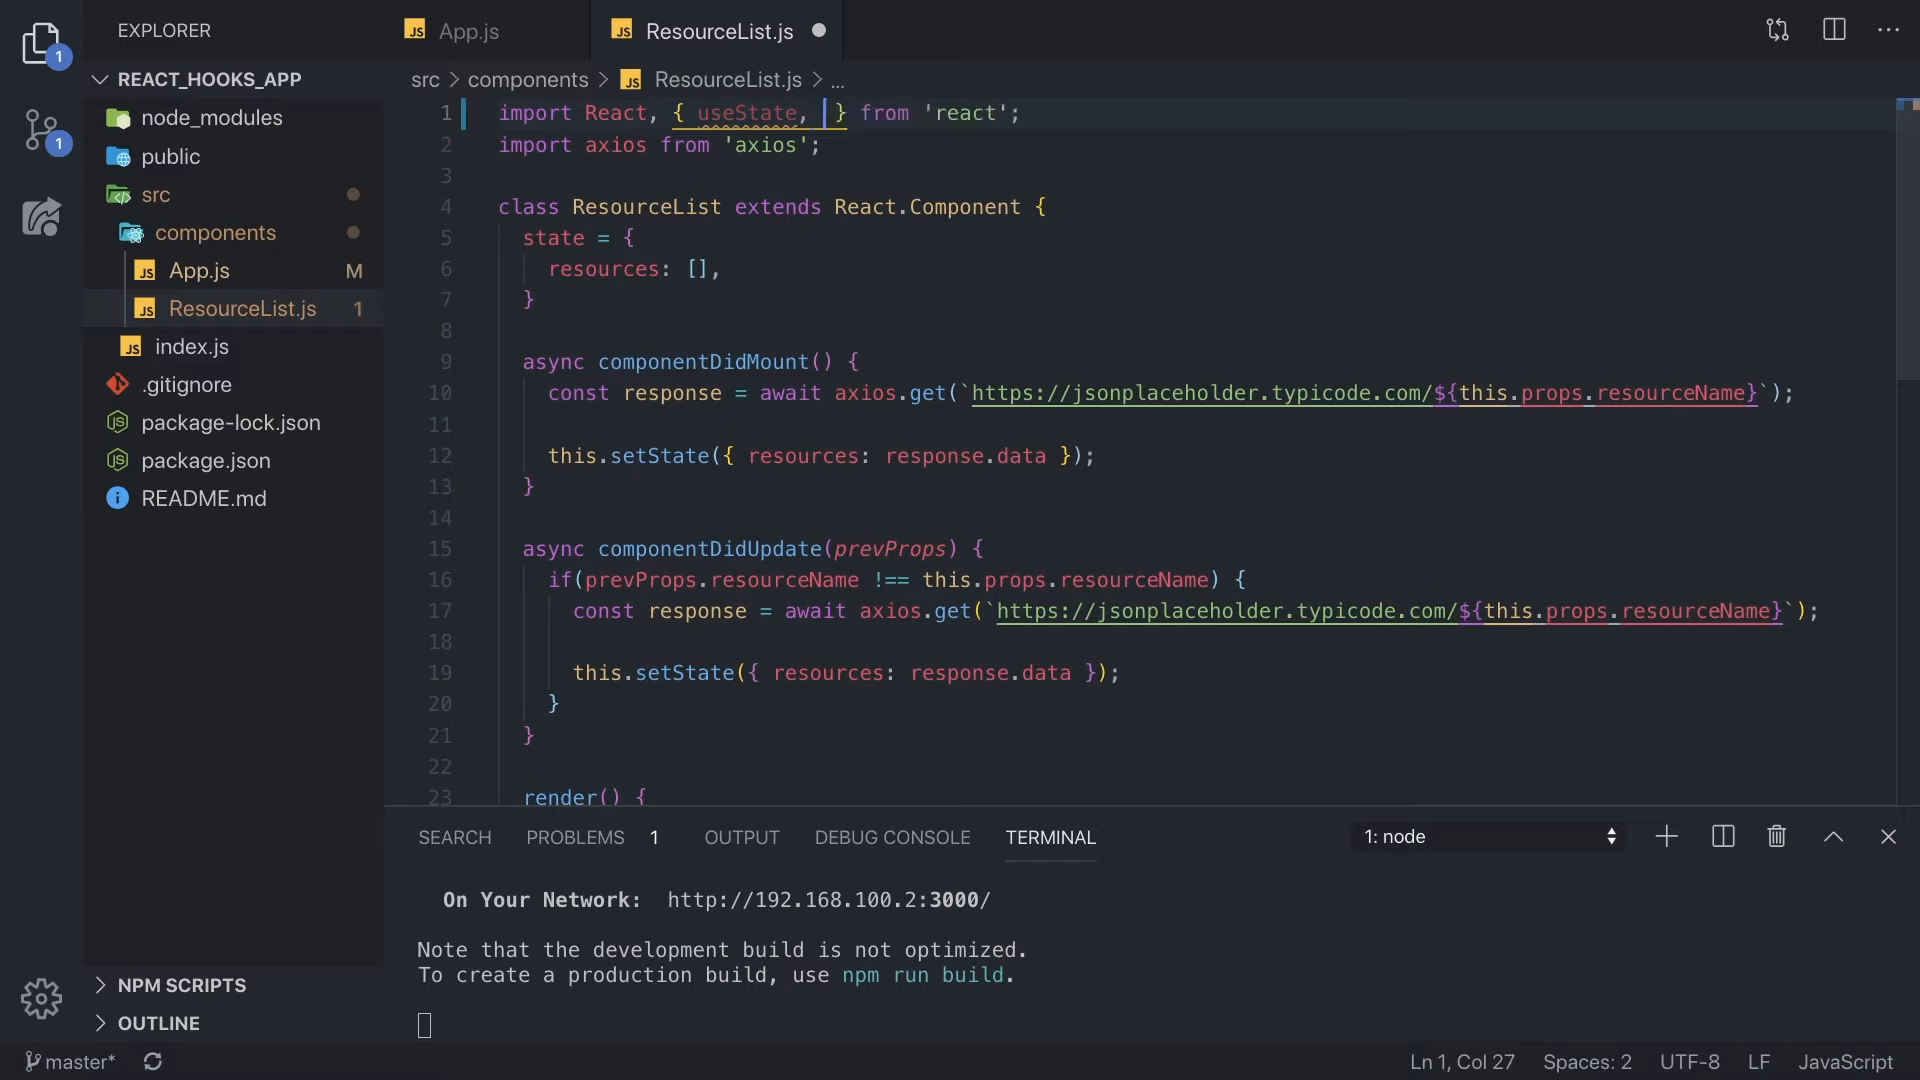 EXPLORER
App.js
ResourceList.js
1
REACT_HOOKS_APP
src > components > ResourceList.js > ...
node_modules
public
src
components
App.js M
ResourceList.js 1
index.js
.gitignore
package-lock.json
package.json
README.md
1
1 import React, { useState, } from 'react';
2 import axios from 'axios';
3
4 class ResourceList extends React.Component {
5 state = {
6 resources: [],
7 }
8
9 async componentDidMount() {
10 const response = await axios.get(`https://jsonplaceholder.typicode.com/${this.props.resourceName}`);
11
12 this.setState({ resources: response.data });
13 }
14
15 async componentDidUpdate(prevProps) {
16 if(prevProps.resourceName !== this.props.resourceName) {
17 const response = await axios.get(`https://jsonplaceholder.typicode.com/${this.props.resourceName}`);
18
19 this.setState({ resources: response.data });
20 }
21 }
22
23 render() {
SEARCH PROBLEMS 1 OUTPUT DEBUG CONSOLE TERMINAL
1: node
On Your Network: http://192.168.100.2:3000/
Note that the development build is not optimized.
To create a production build, use npm run build.
NPM SCRIPTS
OUTLINE
master*
Ln 1, Col 27 Spaces: 2 UTF-8 LF JavaScript